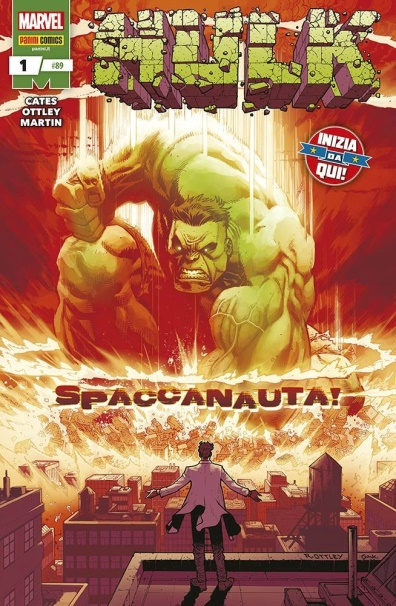 MARVEL
PANINI COMICS
panini.it
1 #89
HULK
CATES
OTTLEY
MARTIN
INIZIA
DA
QUI!
SPACCANAUTA!
R.OTTLEY